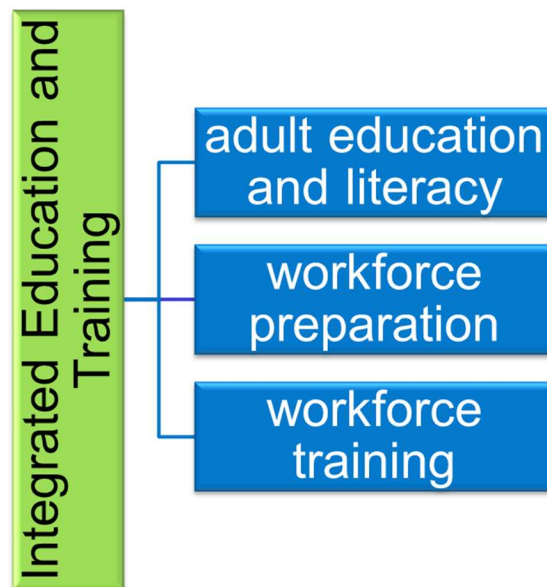 Integrated Education and
Training
adult education
and literacy
workforce
preparation
workforce
training